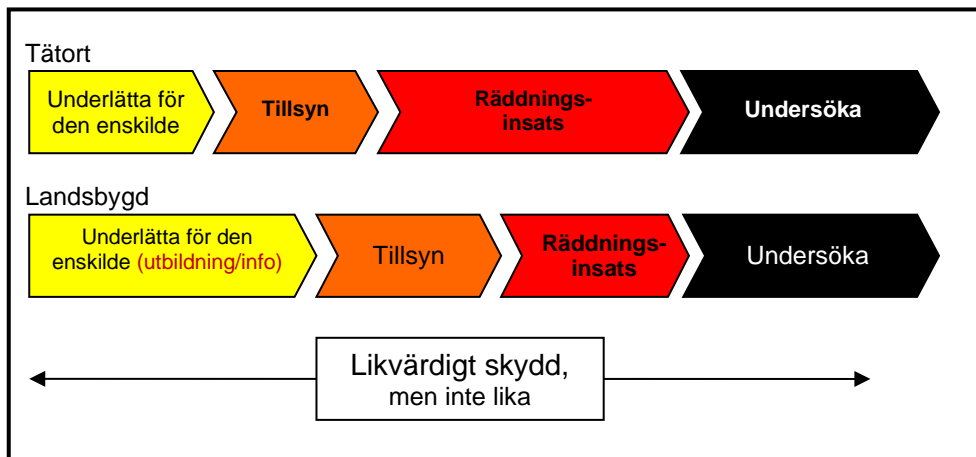 Tätort
Underlätta för
den enskilde
Tillsyn
Räddnings-
insats
Undersöka
Landsbygd
Underlätta för den
enskilde (utbildning/info)
Tillsyn
Räddnings-
insats
Undersöka
Likvärdigt skydd,
men inte lika